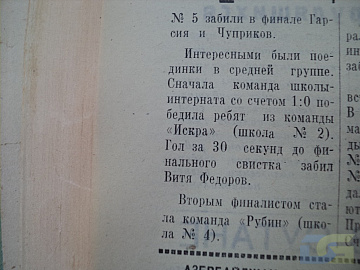 № 5 забили в финале Гар-
сия и Чуприков.
Интересными были пое-
динки в средней группе.
Сначала команда школы-
интерната со счетом 1:0 по-
бедила ребят из команды
«Искра» (школа № 2).
Гол за 30 секунд до фи-
нального свистка забил
Витя Федоров.
Вторым финалистом ста-
ла команда «Рубин» (шко-
ла № 4).